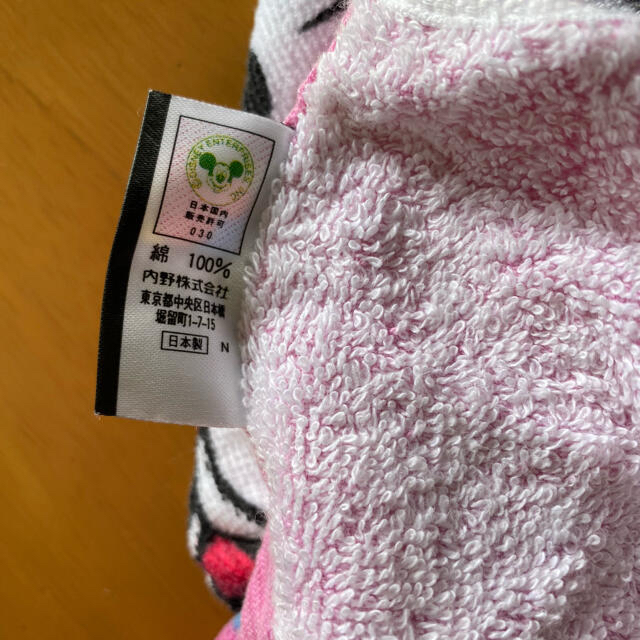 日本国内
販売許可
030
綿 100%
内野株式会社
東京都中央区日本橋
堀留町1-7-15
日本製 N